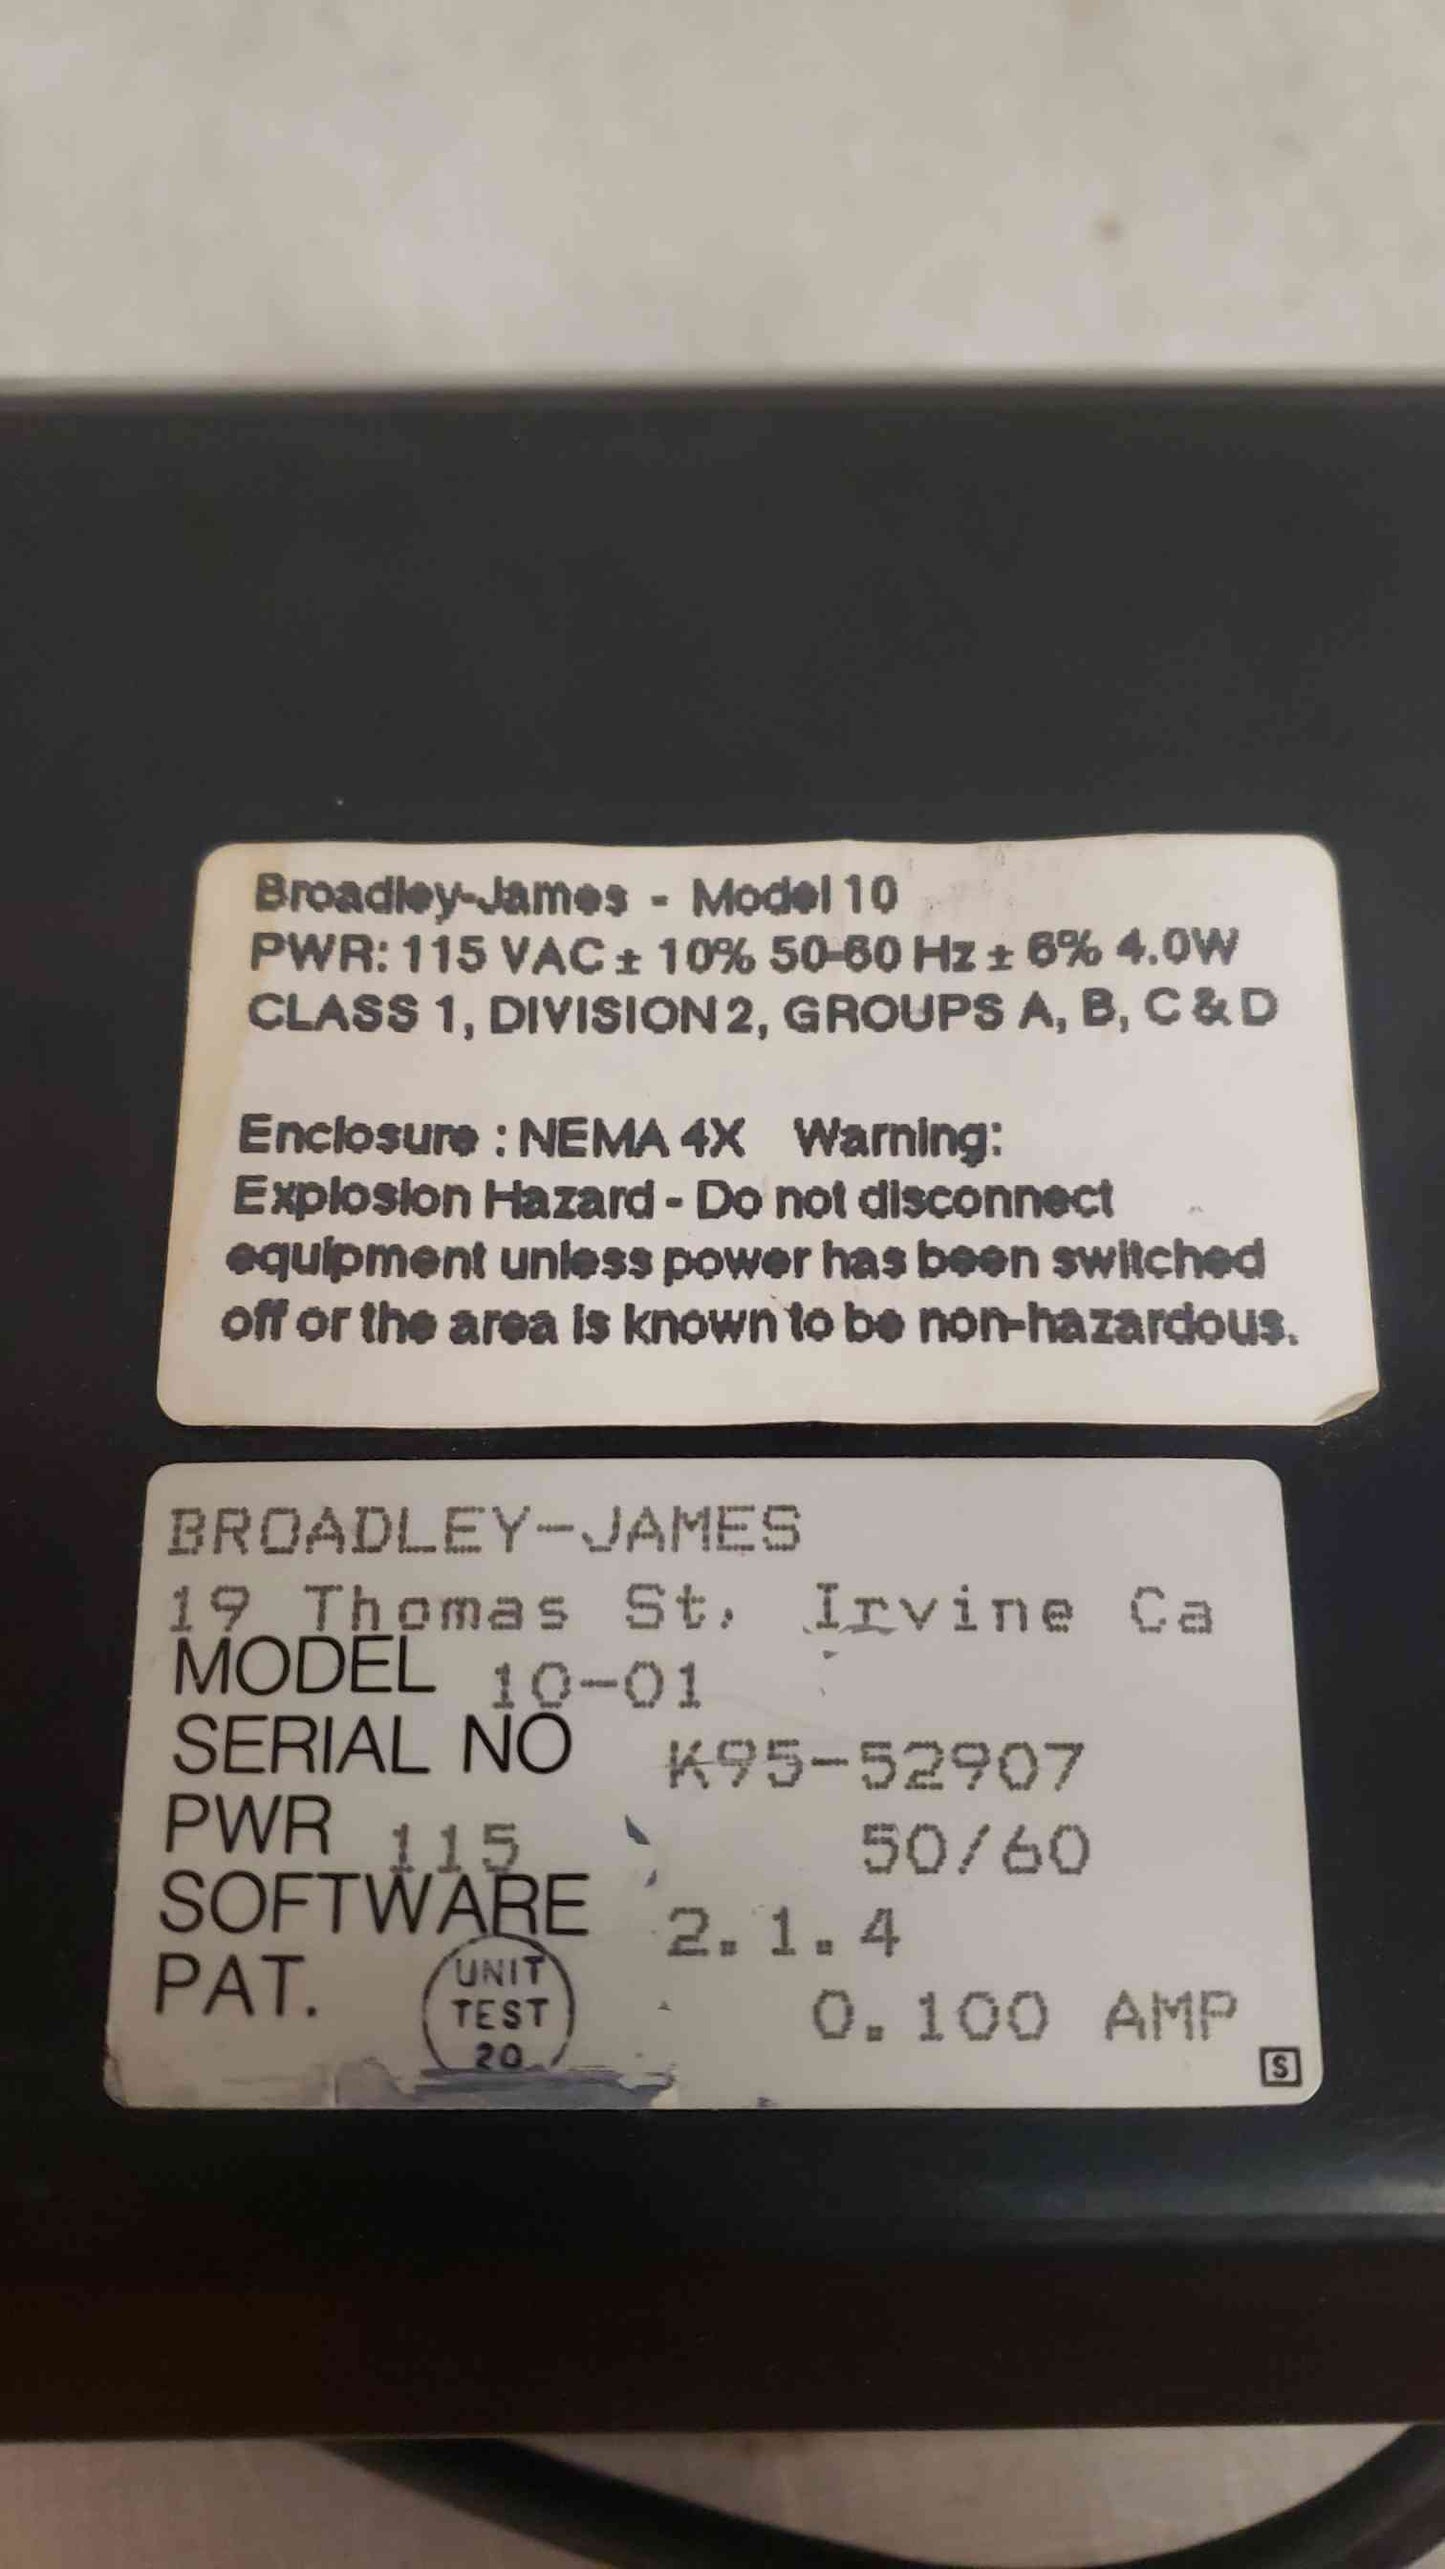 Broadley-James - Model 10
PWR: 115 VAC ± 10% 50-60 Hz ± 6% 4.0W
CLASS 1, DIVISION 2, GROUPS A, B, C & D
Enclosure : NEMA 4X Warning:
Explosion Hazard - Do not disconnect
equipment unless power has been switched
off or the area is known to be non-hazardous.
BROADLEY-JAMES
19 Thomas St. Irvine Ca
MODEL 10-01
SERIAL NO K95-52907
PWR 115 50/60
SOFTWARE 2.1.4
PAT. 0.100 AMP
UNIT
TEST
20
S